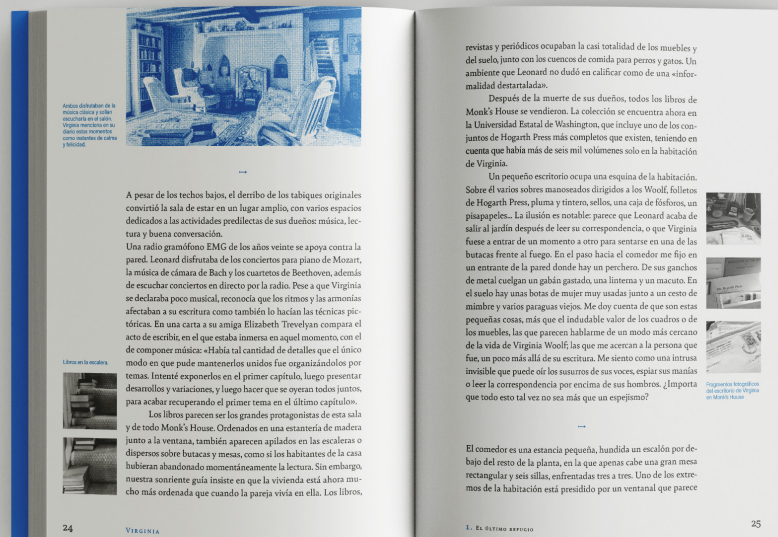 Ambos disfrutaban de la
música clásica y solían
escucharla en el salón.
Virginia menciona en su
diario estos momentos
como instantes de calma
y felicidad.
A pesar de los techos bajos, el derribo de los tabiques originales
convirtió la sala de estar en un lugar amplio, con varios espacios
dedicados a las actividades predilectas de sus dueños: música, lec-
tura y buena conversación.
Una radio gramófono EMG de los años veinte se apoya contra la
pared. Leonard disfrutaba de los conciertos para piano de Mozart,
la música de cámara de Bach y los cuartetos de Beethoven, además
de escuchar conciertos en directo por la radio. Pese a que Virginia
se declaraba poco musical, reconocía que los ritmos y las armonías
afectaban a su escritura como también lo hacían las técnicas pic-
tóricas. En una carta a su amiga Elizabeth Trevelyan compara el
acto de escribir, en el que estaba inmersa en aquel momento, con el
de componer música: «Había tal cantidad de detalles que el único
modo en que pude mantenerlos unidos fue organizándolos por
temas. Intenté exponerlos en el primer capítulo, luego presentar
desarrollos y variaciones, y luego hacer que se oyeran todos juntos,
para acabar recuperando el primer tema en el último capítulo».
Los libros parecen ser los grandes protagonistas de esta sala
y de todo Monk's House. Ordenados en una estantería de madera
junto a la ventana, también aparecen apilados en las escaleras o
dispersos sobre butacas y mesas, como si los habitantes de la casa
hubieran abandonado momentáneamente la lectura. Sin embargo,
nuestra sonriente guía insiste en que la vivienda está ahora mu-
cho más ordenada que cuando la pareja vivía en ella. Los libros,
Libros en la escalera.
24
Virginia
revistas y periódicos ocupaban la casi totalidad de los muebles y
del suelo, junto con los cuencos de comida para perros y gatos. Un
ambiente que Leonard no dudó en calificar como de una «infor-
malidad destartalada».
Después de la muerte de sus dueños, todos los libros de
Monk's House se vendieron. La colección se encuentra ahora en
la Universidad Estatal de Washington, que incluye uno de los con-
juntos de Hogarth Press más completos que existen, teniendo en
cuenta que había más de seis mil volúmenes solo en la habitación
de Virginia.
Un pequeño escritorio ocupa una esquina de la habitación.
Sobre él varios sobres manoseados dirigidos a los Woolf, folletos
de Hogarth Press, pluma y tintero, sellos, una caja de fósforos, un
pisapapeles... La ilusión es notable: parece que Leonard acaba de
salir al jardín después de leer su correspondencia, o que Virginia
fuese a entrar de un momento a otro para sentarse en una de las
butacas frente al fuego. En el paso hacia el comedor me fijo en
un entrante de la pared donde hay un perchero. De sus ganchos
de metal cuelgan un gabán gastado, una linterna y un macuto. En
el suelo hay unas botas de mujer muy usadas junto a un cesto de
mimbre y varios paraguas viejos. Me doy cuenta de que son estas
pequeñas cosas, más que el indudable valor de los cuadros o de
los muebles, las que parecen hablarme de un modo más cercano
de la vida de Virginia Woolf; las que me acercan a la persona que
fue, un poco más allá de su escritura. Me siento como una intrusa
invisible que puede oír los susurros de sus voces, espiar sus manías
o leer la correspondencia por encima de sus hombros. ¿Importa
que todo esto tal vez no sea más que un espejismo?
Fragmentos fotográficos
del escritorio de Virginia
en Monk's House
El comedor es una estancia pequeña, hundida un escalón por de-
bajo del resto de la planta, en la que apenas cabe una gran mesa
rectangular y seis sillas, enfrentadas tres a tres. Uno de los extre-
mos de la habitación está presidido por un ventanal que parece
1. El último refugio
25